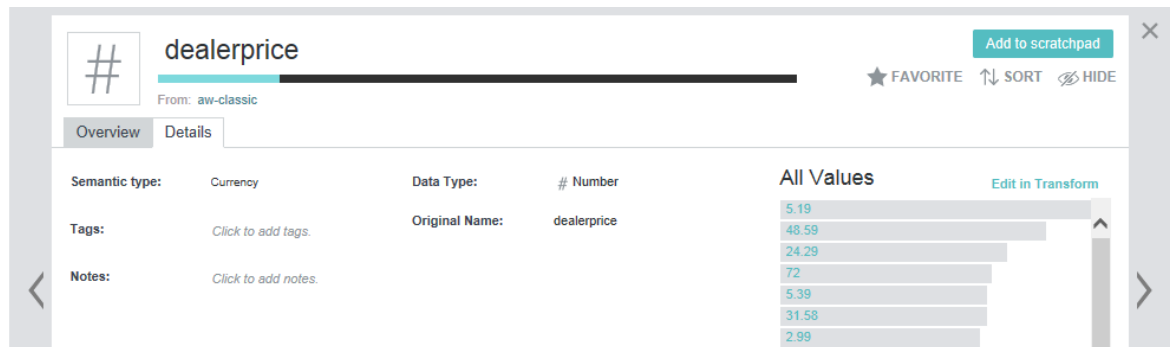 #
dealerprice
Add to scratchpad
FAVORITE
SORT
HIDE
From: aw-classic
Overview
Details
Semantic type:
Currency
Data Type:
# Number
Tags:
Click to add tags.
Original Name:
dealerprice
Notes:
Click to add notes.
All Values
Edit in Transform
5.19
48.59
24.29
72
5.39
31.58
2.99